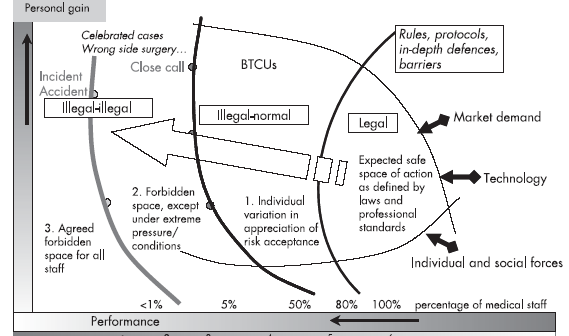 Personal gain
Celebrated cases
Wrong side surgery...
Close call
BTCUs
Rules, protocols,
in-depth defences,
barriers
Incident
Accident
Illegal-illegal
Illegal-normal
Legal
Market demand
Expected safe
space of action
as defined by
laws and
professional
standards
Technology
2. Forbidden
space, except
under extreme
pressure/
conditions
1. Individual
variation in
appreciation of
risk acceptance
3. Agreed
forbidden
space for all
staff
Individual and social forces
<1% 5% 50% 80% 100% percentage of medical staff
Performance